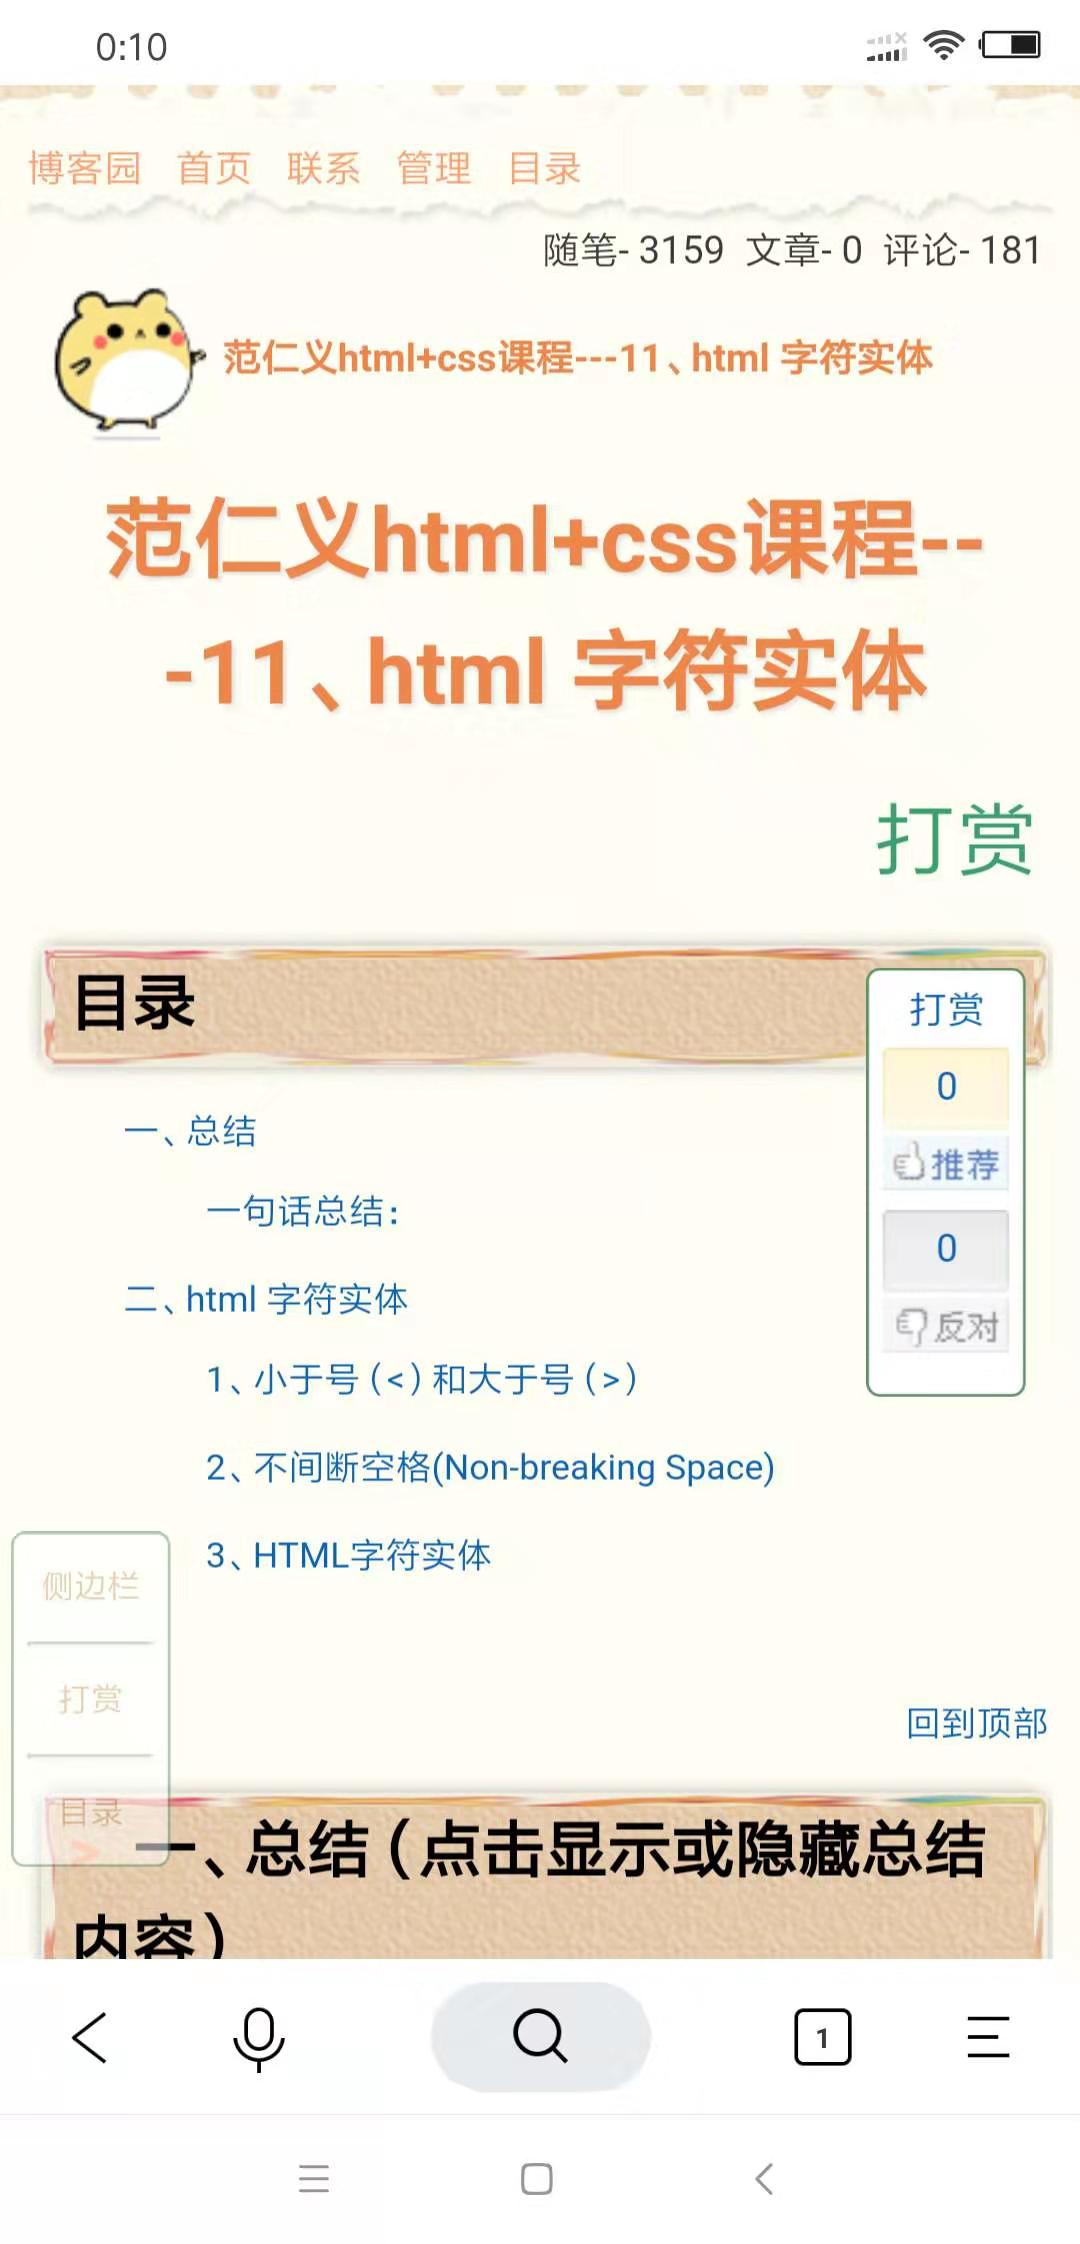 0:10
博客园 首页 联系 管理 目录
随笔- 3159 文章- 0 评论- 181
范仁义html+css课程---11、html 字符实体
范仁义html+css课程--
-11、html 字符实体
打赏
目录
打赏
0
推荐
0
反对
一、总结
一句话总结：
二、html 字符实体
1、小于号（<）和大于号（>）
2、不间断空格(Non-breaking Space)
3、HTML字符实体
侧边栏
打赏
目录
回到顶部
> 一、总结（点击显示或隐藏总结
内容）
1